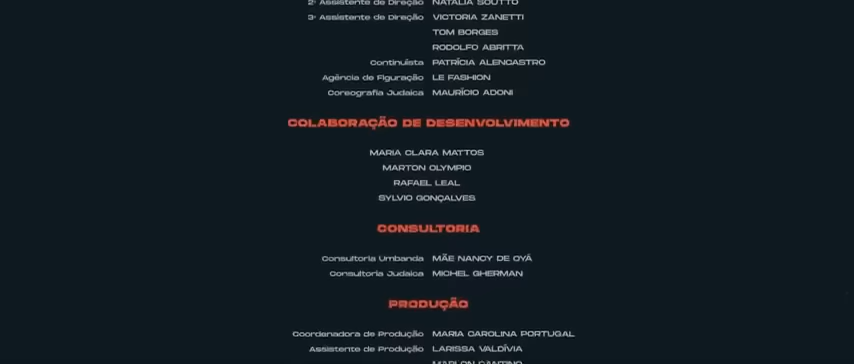 2ª Assistente de Direção NATÁLIA SOUTTO
3ª Assistente de Direção VICTORIA ZANETTI
TOM BORGES
RODOLFO ABRITTA
Continuísta PATRÍCIA ALENCASTRO
Agência de Figuração LE FASHION
Coreografia Judaica MAURÍCIO ADONI
COLABORAÇÃO DE DESENVOLVIMENTO
MARIA CLARA MATTOS
MARTON OLYMPIO
RAFAEL LEAL
SYLVIO GONÇALVES
CONSULTORIA
Consultoria Umbanda MÃE NANCY DE OYÁ
Consultoria Judaica MICHEL GHERMAN
PRODUÇÃO
Coordenadora de Produção MARIA CAROLINA PORTUGAL
Assistente de Produção LARISSA VALDÍVIA